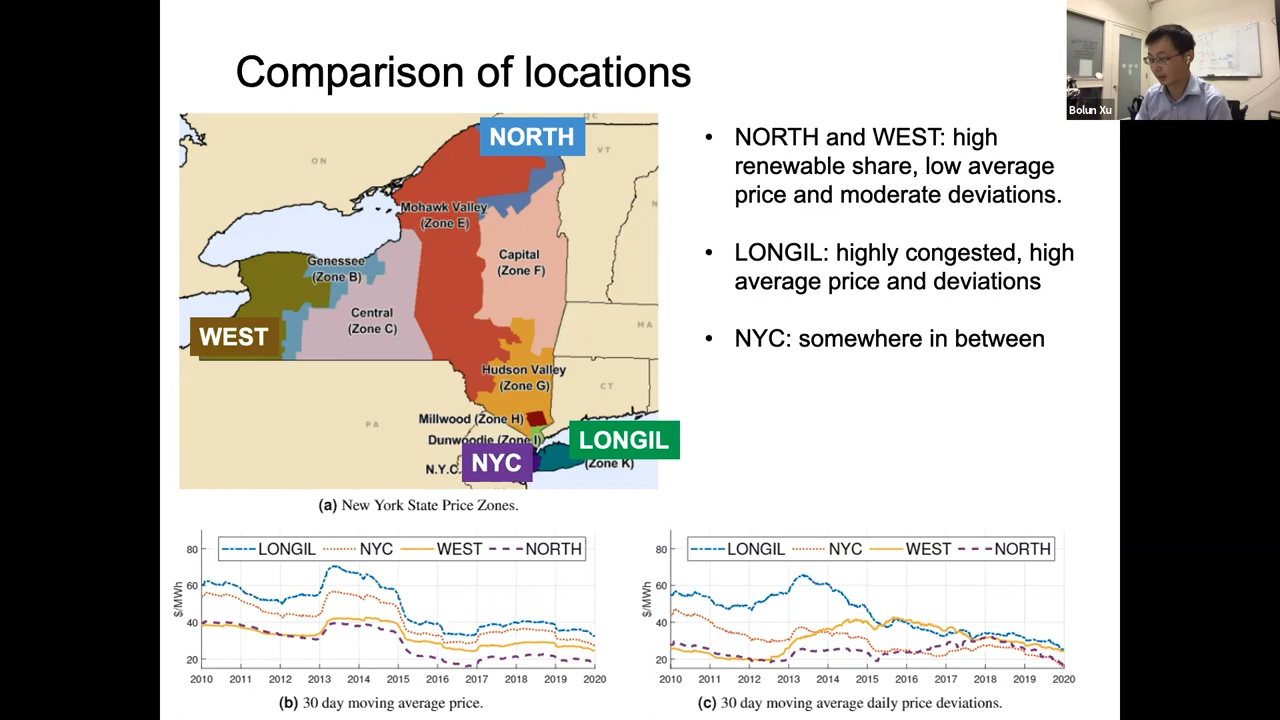 Comparison of locations
Bolun Xu
NORTH
QC
ON
VT
Mohawk Valley
(Zone E)
Genessee
(Zone B)
Capital
(Zone F)
Central
(Zone C)
WEST
MA
Hudson Valley
(Zone G)
CT
Millwood (Zone H)
PA
Dunwoodie (Zone I)
LONGIL
NYC
N.Y.C.
(Zone K)
(a) New York State Price Zones.
• NORTH and WEST: high
renewable share, low average
price and moderate deviations.
• LONGIL: highly congested, high
average price and deviations
• NYC: somewhere in between
LONGIL NYC WEST NORTH
$/MWh
80
60
40
20
2010 2011 2012 2013 2014 2015 2016 2017 2018 2019 2020
(b) 30 day moving average price.
LONGIL NYC WEST NORTH
$/MWh
80
60
40
20
2010 2011 2012 2013 2014 2015 2016 2017 2018 2019 2020
(c) 30 day moving average daily price deviations.